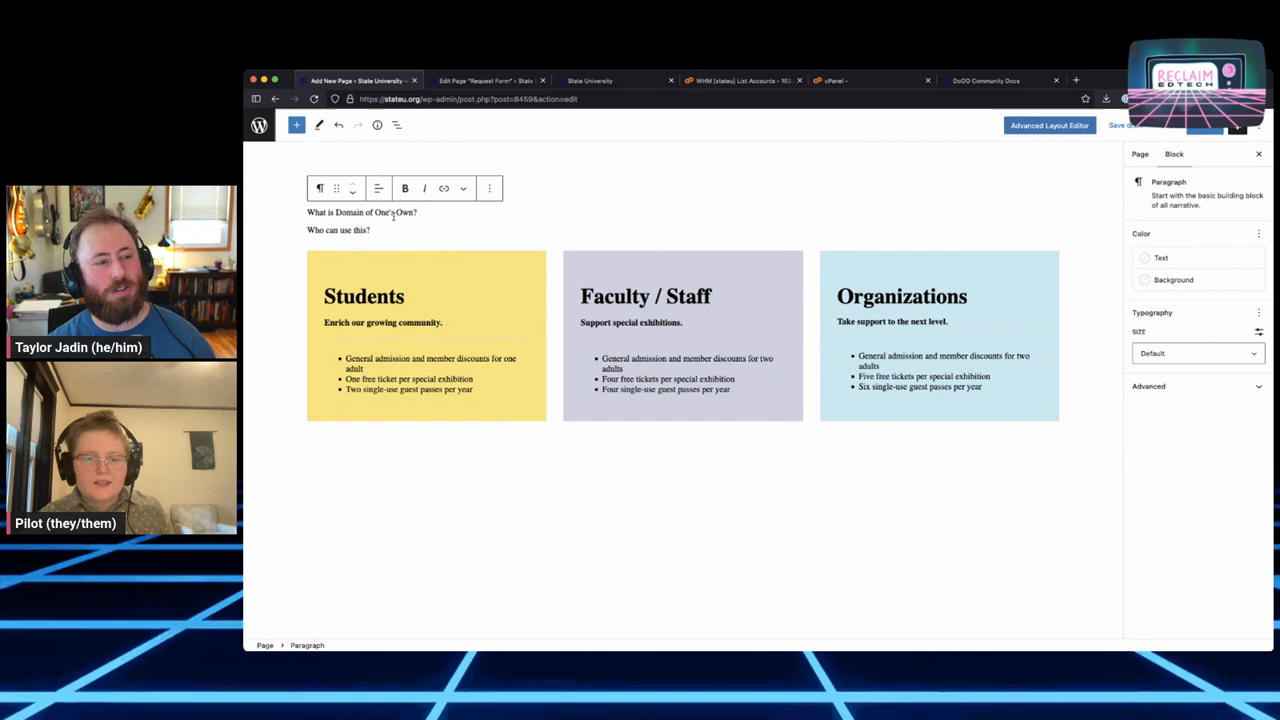 RECLAIM
EDTECH
Add New Page ‹ State University —
Edit Page "Request Form" ‹ State
State University
WHM [stateu] List Accounts - 102.
cPanel -
DoOO Community Docs
https://stateu.org/wp-admin/post.php?post=8459&action=edit
Advanced Layout Editor
Page
Block
Paragraph
Start with the basic building block
of all narrative.
Color
Text
Background
Typography
SIZE
Default
Advanced
B I
What is Domain of One's Own?
Who can use this?
Students
Enrich our growing community.
• General admission and member discounts for one
adult
• One free ticket per special exhibition
• Two single-use guest passes per year
Faculty / Staff
Support special exhibitions.
• General admission and member discounts for two
adults
• Four free tickets per special exhibition
• Four single-use guest passes per year
Organizations
Take support to the next level.
• General admission and member discounts for two
adults
• Five free tickets per special exhibition
• Six single-use guest passes per year
Page > Paragraph
Taylor Jadin (he/him)
Pilot (they/them)